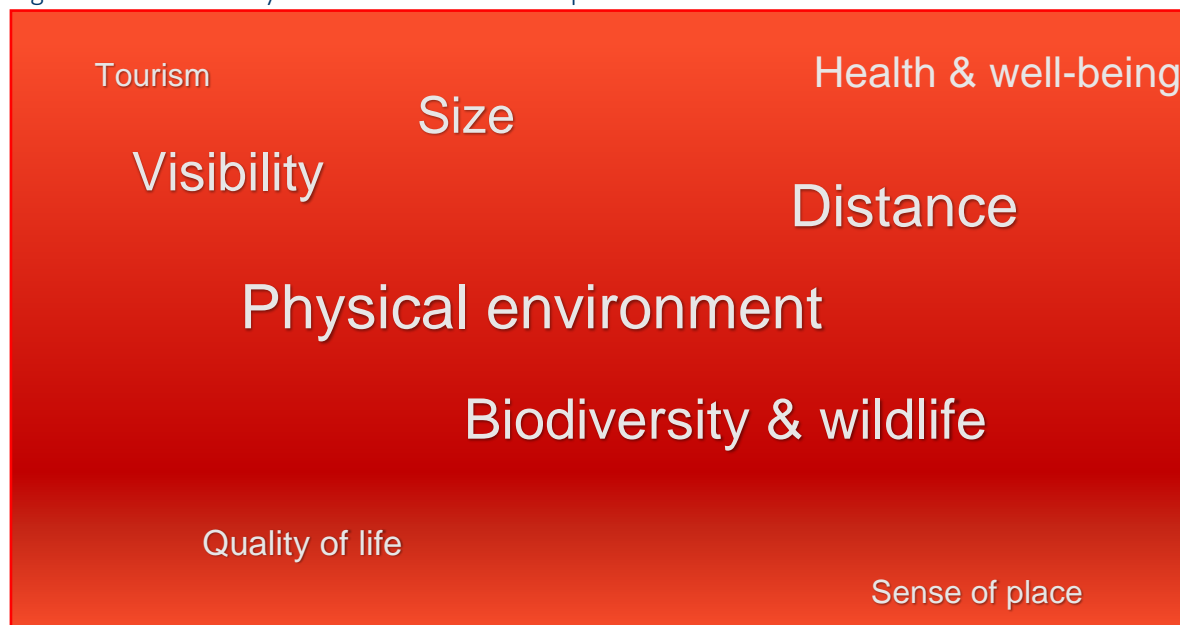 Tourism
Health & well-being
Size
Visibility
Distance
Physical environment
Biodiversity & wildlife
Quality of life
Sense of place